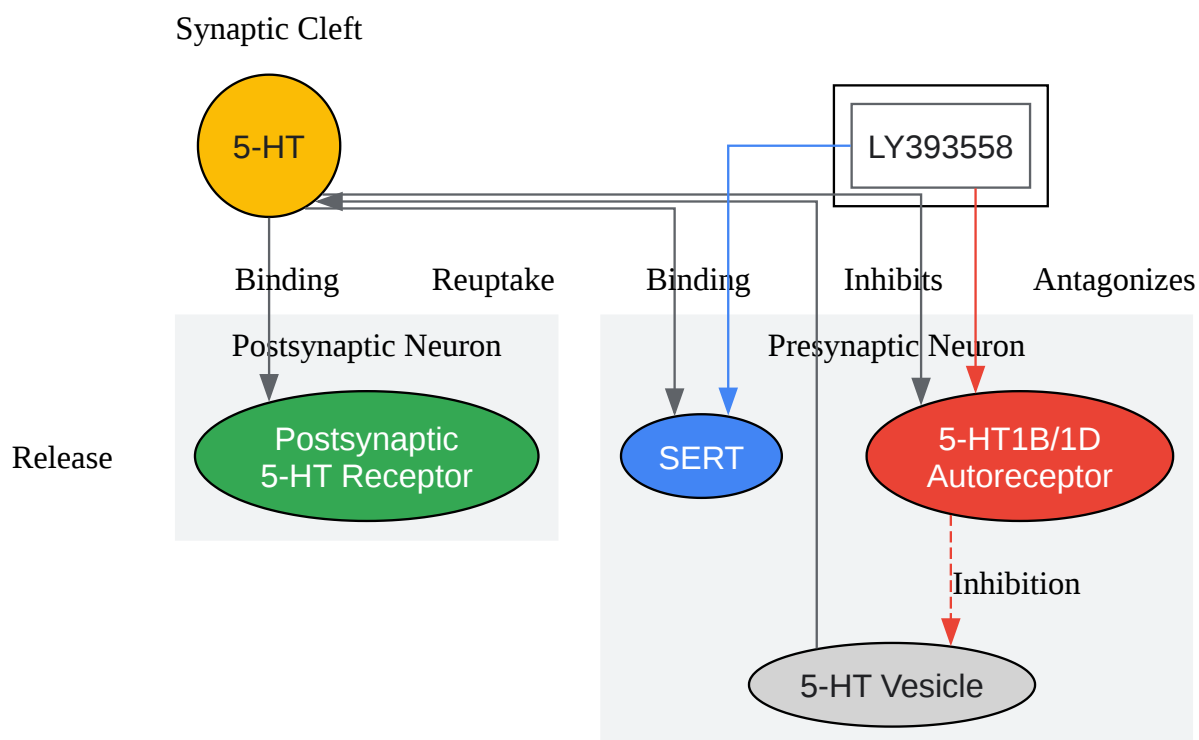 Synaptic Cleft
5-HT
LY393558
Binding
Reuptake
Binding
Inhibits
Antagonizes
Postsynaptic Neuron
Presynaptic Neuron
Release
Postsynaptic
5-HT Receptor
SERT
5-HT1B/1D
Autoreceptor
Inhibition
5-HT Vesicle